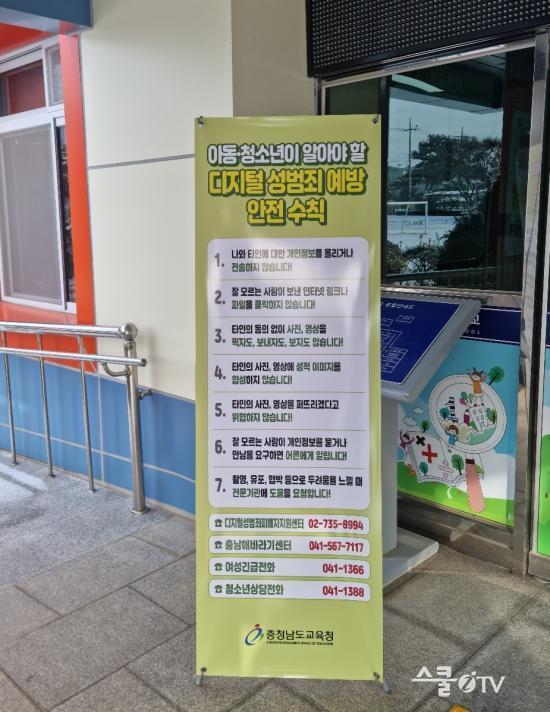 아동·청소년이 알아야 할
디지털 성범죄 예방
안전 수칙
1. 나와 타인에 대한 개인정보를 올리거나
전송하지 않습니다!
2. 잘 모르는 사람이 보낸 인터넷 링크나
파일을 클릭하지 않습니다!
3. 타인의 동의 없이 사진, 영상을
찍지도, 보내지도, 보지도 않습니다!
4. 타인의 사진, 영상에 성적 이미지를
합성하지 않습니다!
5. 타인의 사진, 영상을 퍼뜨리겠다고
위협하지 않습니다!
6. 잘 모르는 사람이 개인정보를 묻거나
만남을 요구하면 어른에게 알립니다!
7. 촬영, 유포, 협박 등으로 두려움을 느낄 때
전문기관에 도움을 요청합니다!
☎ 디지털성범죄피해자지원센터 02-735-8994
☎ 충남해바라기센터 041-567-7117
☎ 여성긴급전화 041-1366
☎ 청소년상담전화 041-1388
충청남도교육청
스쿨iTV